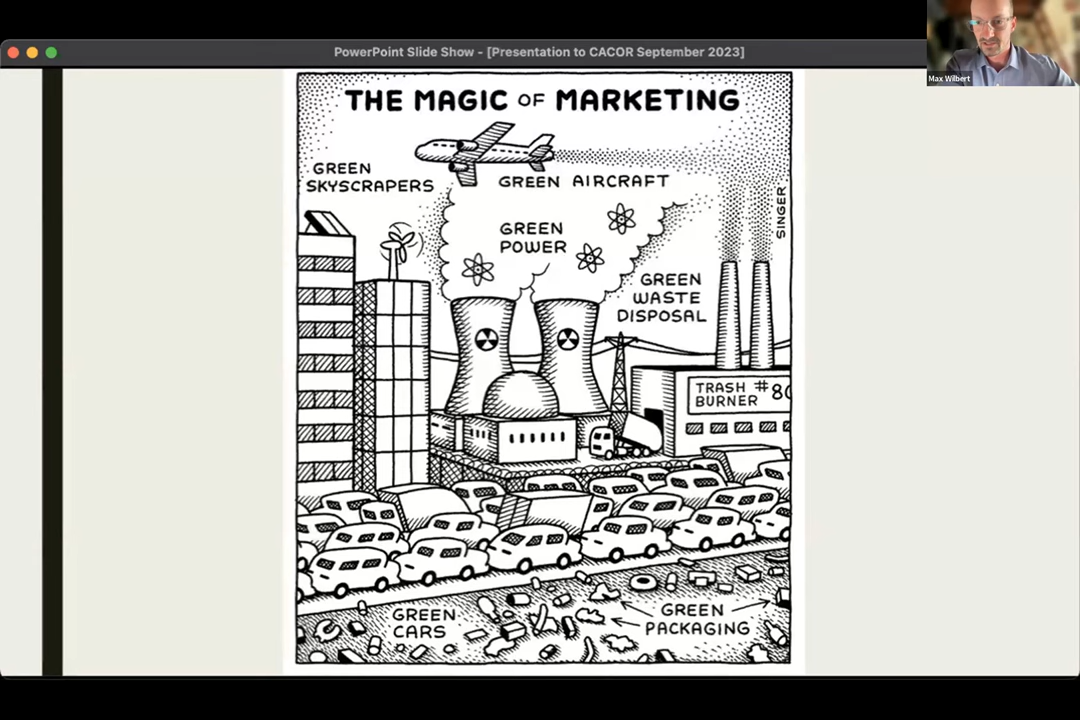 PowerPoint Slide Show - [Presentation to CACOR September 2023]
Max Wilbert
THE MAGIC OF MARKETING
GREEN
SKYSCRAPERS
GREEN AIRCRAFT
GREEN
POWER
SINGER
GREEN
WASTE
DISPOSAL
TRASH #80
BURNER
GREEN
CARS
GREEN
PACKAGING